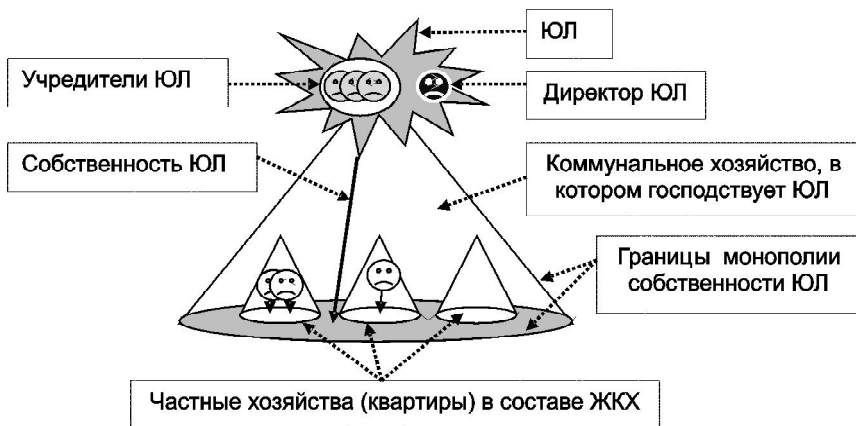 ЮЛ
Учредители ЮЛ
Директор ЮЛ
Собственность ЮЛ
Коммунальное хозяйство, в
котором господствует ЮЛ
Границы монополии
собственности ЮЛ
Частные хозяйства (квартиры) в составе ЖКХ